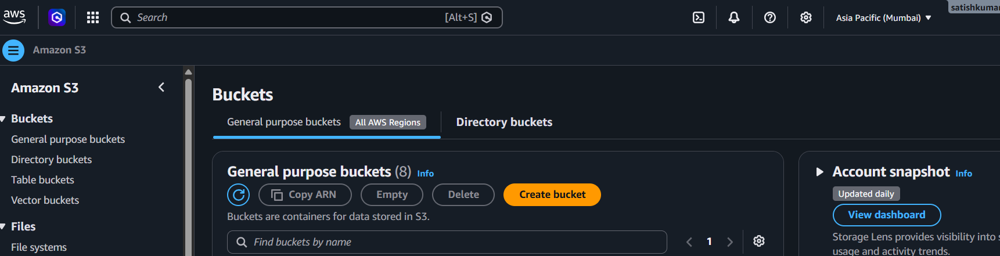 aws
Search [Alt+S]
Asia Pacific (Mumbai)
Amazon S3
Amazon S3
Buckets
General purpose buckets
Directory buckets
Table buckets
Vector buckets
Files
File systems
Buckets
General purpose buckets All AWS Regions Directory buckets
General purpose buckets (8) Info
Copy ARN Empty Delete Create bucket
Buckets are containers for data stored in S3.
Find buckets by name
1
Account snapshot Info
Updated daily
View dashboard
Storage Lens provides visibility into
usage and activity trends.